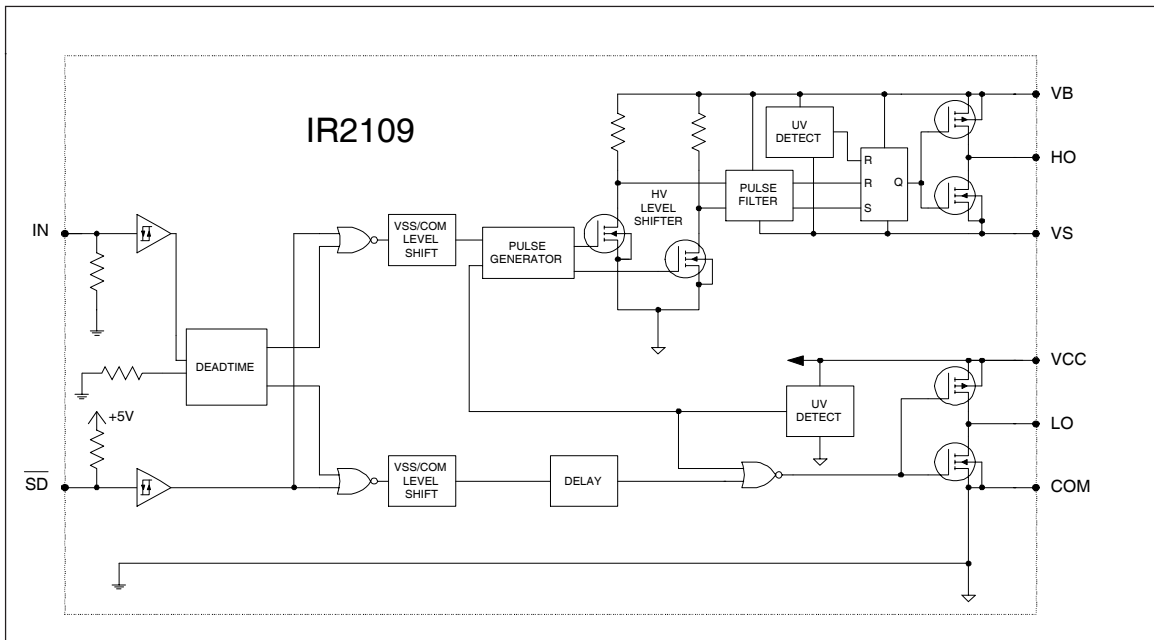 IR2109
VB
UV
DETECT
R
HO
R
Q
PULSE
FILTER
HV
LEVEL
SHIFTER
S
IN
VSS/COM
LEVEL
SHIFT
PULSE
GENERATOR
VS
DEADTIME
VCC
+5V
UV
DETECT
LO
SD
VSS/COM
LEVEL
SHIFT
DELAY
COM